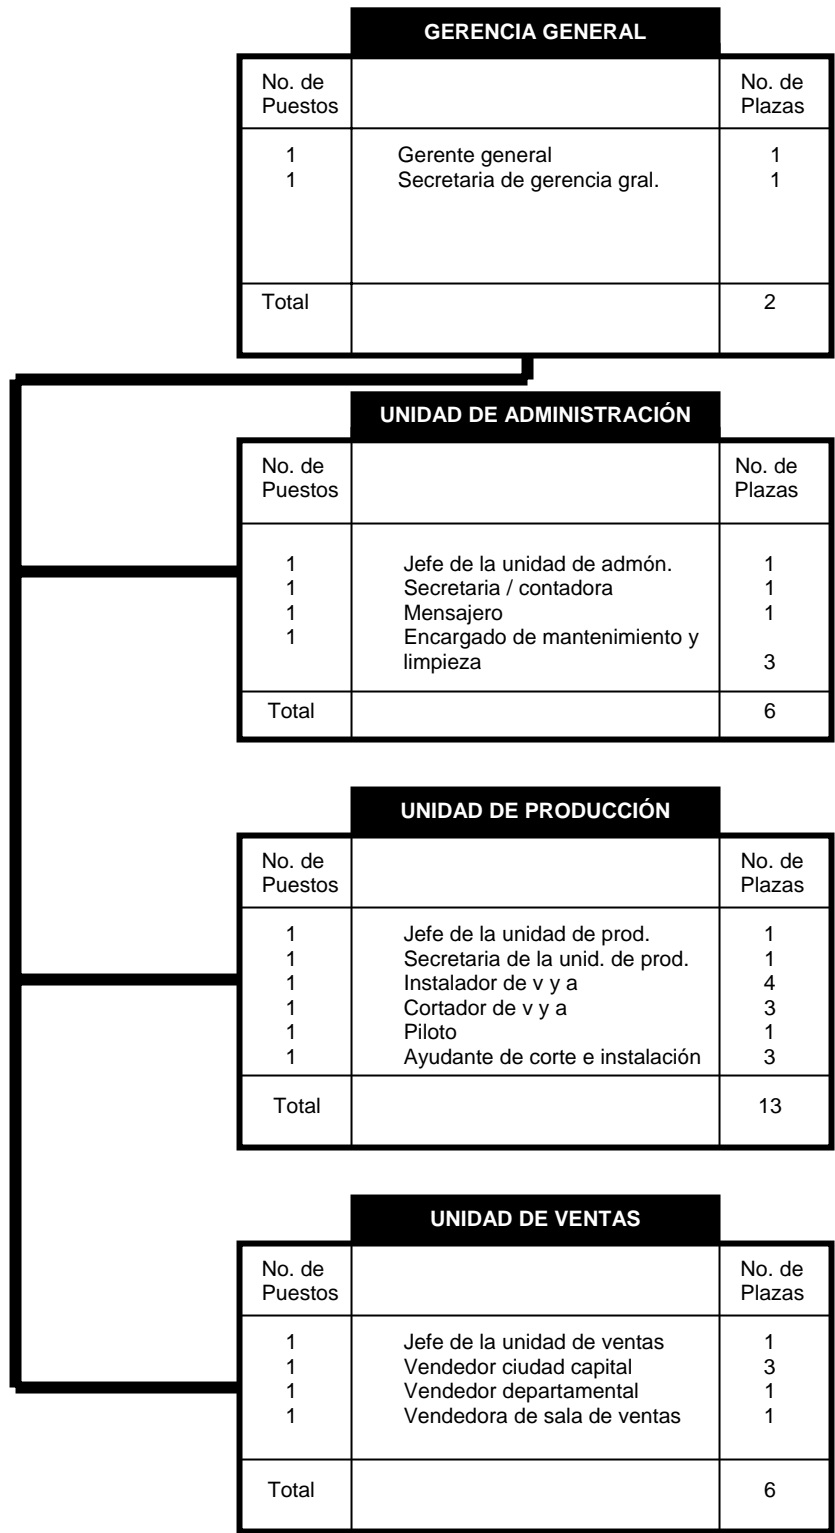 GERENCIA GENERAL
No. de Puestos No. de Plazas
1 Gerente general 1
1 Secretaria de gerencia gral. 1
Total 2
UNIDAD DE ADMINISTRACIÓN
No. de Puestos No. de Plazas
1 Jefe de la unidad de admón. 1
1 Secretaria / contadora 1
1 Mensajero 1
1 Encargado de mantenimiento y
limpieza 3
Total 6
UNIDAD DE PRODUCCIÓN
No. de Puestos No. de Plazas
1 Jefe de la unidad de prod. 1
1 Secretaria de la unid. de prod. 1
1 Instalador de v y a 4
1 Cortador de v y a 3
1 Piloto 1
1 Ayudante de corte e instalación 3
Total 13
UNIDAD DE VENTAS
No. de Puestos No. de Plazas
1 Jefe de la unidad de ventas 1
1 Vendedor ciudad capital 3
1 Vendedor departamental 1
1 Vendedora de sala de ventas 1
Total 6